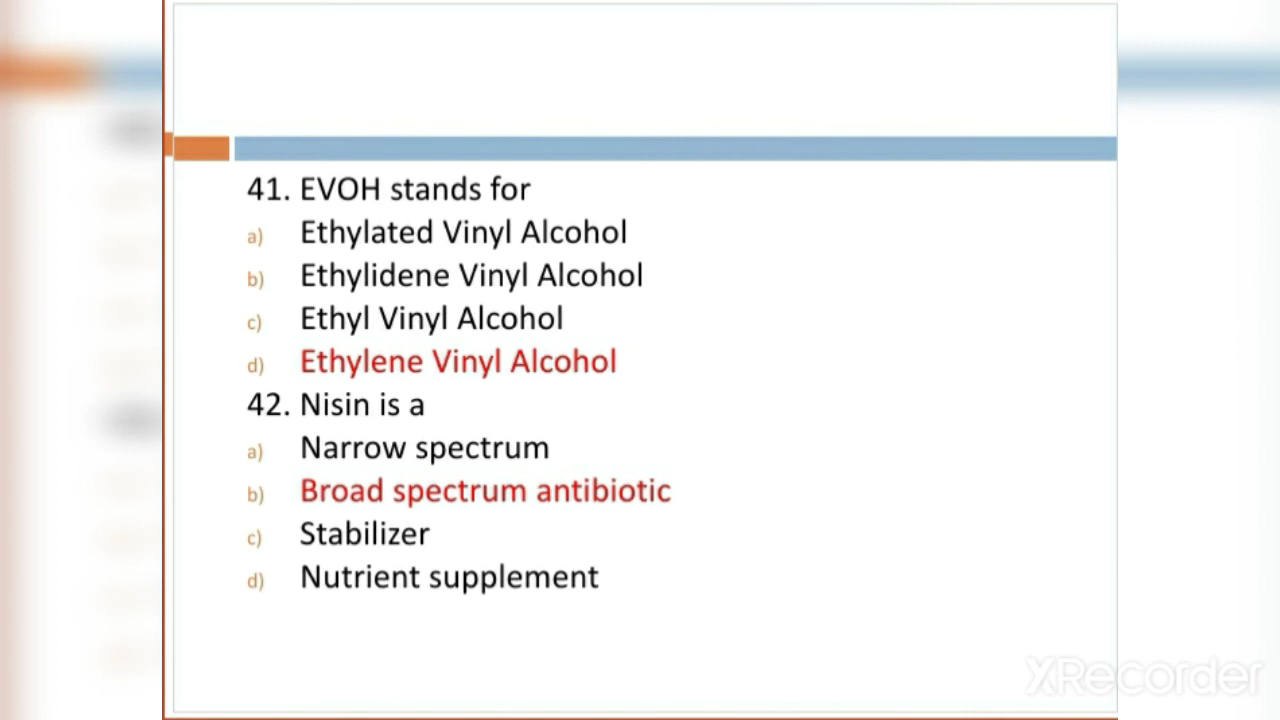 41. EVOH stands for
a) Ethylated Vinyl Alcohol
b) Ethylidene Vinyl Alcohol
c) Ethyl Vinyl Alcohol
d) Ethylene Vinyl Alcohol
42. Nisin is a
a) Narrow spectrum
b) Broad spectrum antibiotic
c) Stabilizer
d) Nutrient supplement
XRecorder